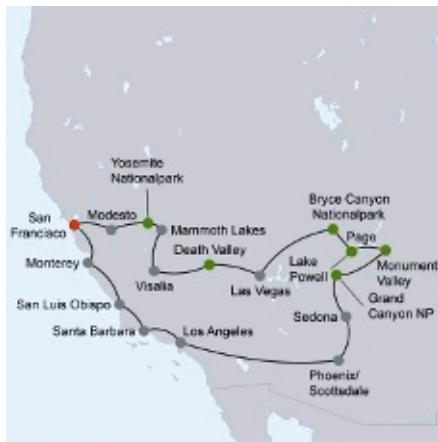 Yosemite
Nationalpark
Bryce Canyon
Nationalpark
San
Francisco
Modesto
Mammoth Lakes
Page
Death Valley
Lake
Powell
Monument
Valley
Monterey
Visalia
Las Vegas
Grand
Canyon NP
San Luis Obispo
Sedona
Santa Barbara
Los Angeles
Phoenix/
Scottsdale